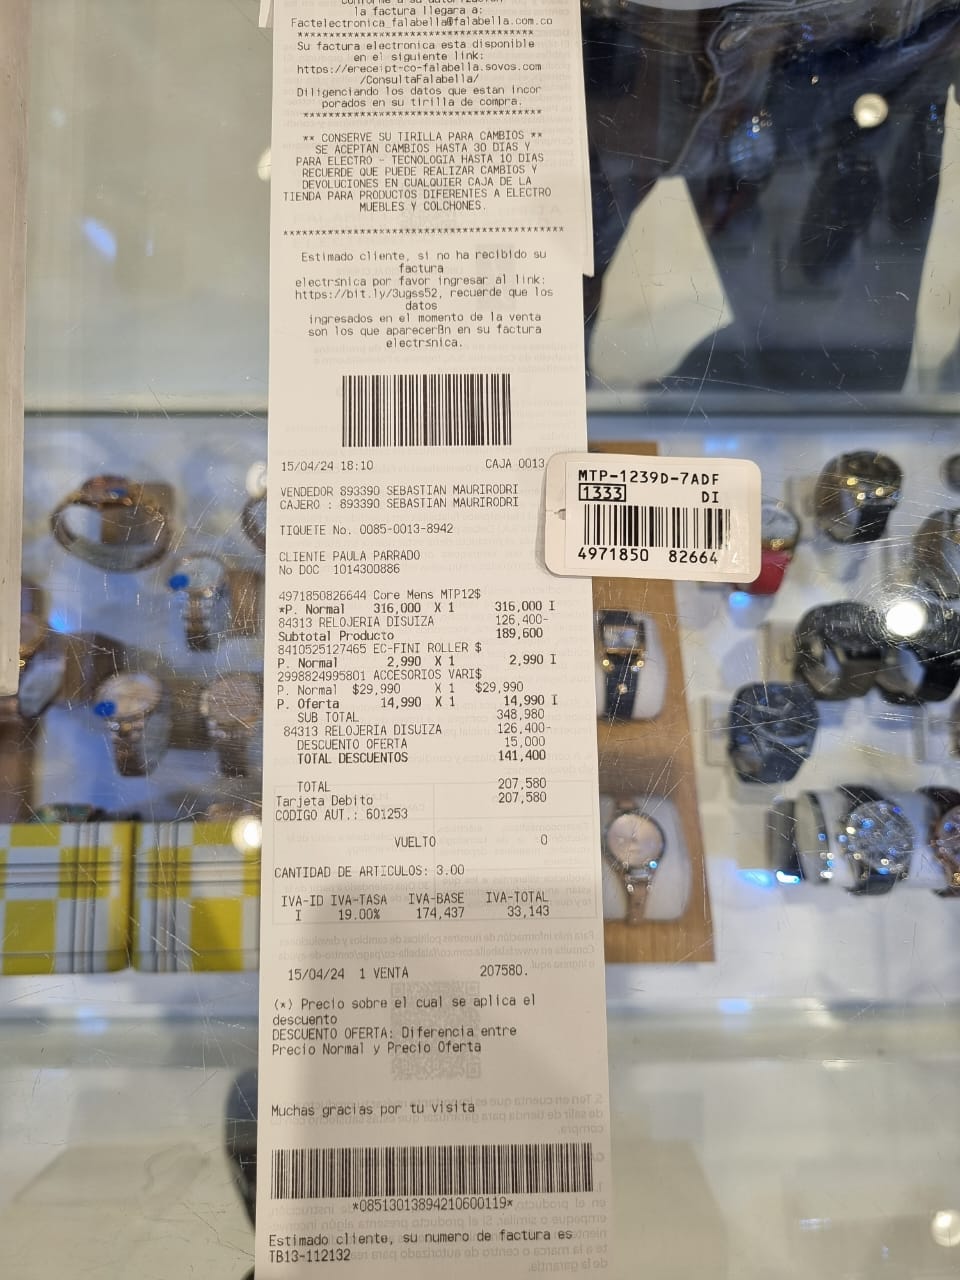 la factura llegara a:
Factelectronica_falabella@falabella.com.co
****************************************
Su factura electronica esta disponible
en el siguiente link:
https://ereceipt-co-falabella.sovos.com
/ConsultaFalabella/
Diligenciando los datos que estan incor
porados en su tirilla de compra.
****************************************
** CONSERVE SU TIRILLA PARA CAMBIOS **
SE ACEPTAN CAMBIOS HASTA 30 DIAS Y
PARA ELECTRO - TECNOLOGIA HASTA 10 DIAS
RECUERDE QUE PUEDE REALIZAR CAMBIOS Y
DEVOLUCIONES EN CUALQUIER CAJA DE LA
TIENDA PARA PRODUCTOS DIFERENTES A ELECTRO
MUEBLES Y COLCHONES.
****************************************
Estimado cliente, si no ha recibido su
factura
electrsnica por favor ingresar al link:
https://bit.ly/3ugss52, recuerde que los
datos
ingresados en el momento de la venta
son los que aparecerßn en su factura
electrsnica.
15/04/24 18:10 CAJA 0013
VENDEDOR 893390 SEBASTIAN MAURIRODRI
CAJERO : 893390 SEBASTIAN MAURIRODRI
TIQUETE No. 0085-0013-8942
CLIENTE PAULA PARRADO
No DOC 1014300886
4971850826644 Core Mens MTP12$
*P. Normal 316,000 X 1 316,000 I
84313 RELOJERIA DISUIZA 126,400-
Subtotal Producto 189,600
8410525127465 EC-FINI ROLLER $
P. Normal 2,990 X 1 2,990 I
2998824995801 ACCESORIOS VARI$
P. Normal $29,990 X 1 $29,990
P. Oferta 14,990 X 1 14,990 I
SUB TOTAL 348,980
84313 RELOJERIA DISUIZA 126,400-
DESCUENTO OFERTA 15,000
TOTAL DESCUENTOS 141,400
TOTAL 207,580
Tarjeta Debito 207,580
CODIGO AUT.: 601253
VUELTO 0
CANTIDAD DE ARTICULOS: 3.00
IVA-ID IVA-TASA IVA-BASE IVA-TOTAL
I 19.00% 174,437 33,143
15/04/24 1 VENTA 207580.
(*) Precio sobre el cual se aplica el
descuento
DESCUENTO OFERTA: Diferencia entre
Precio Normal y Precio Oferta
Muchas gracias por tu visita
*08513013894210600119*
Estimado cliente, su numero de factura es
TB13-112132
MTP-1239D-7ADF
1333 DI
4971850 82664 4